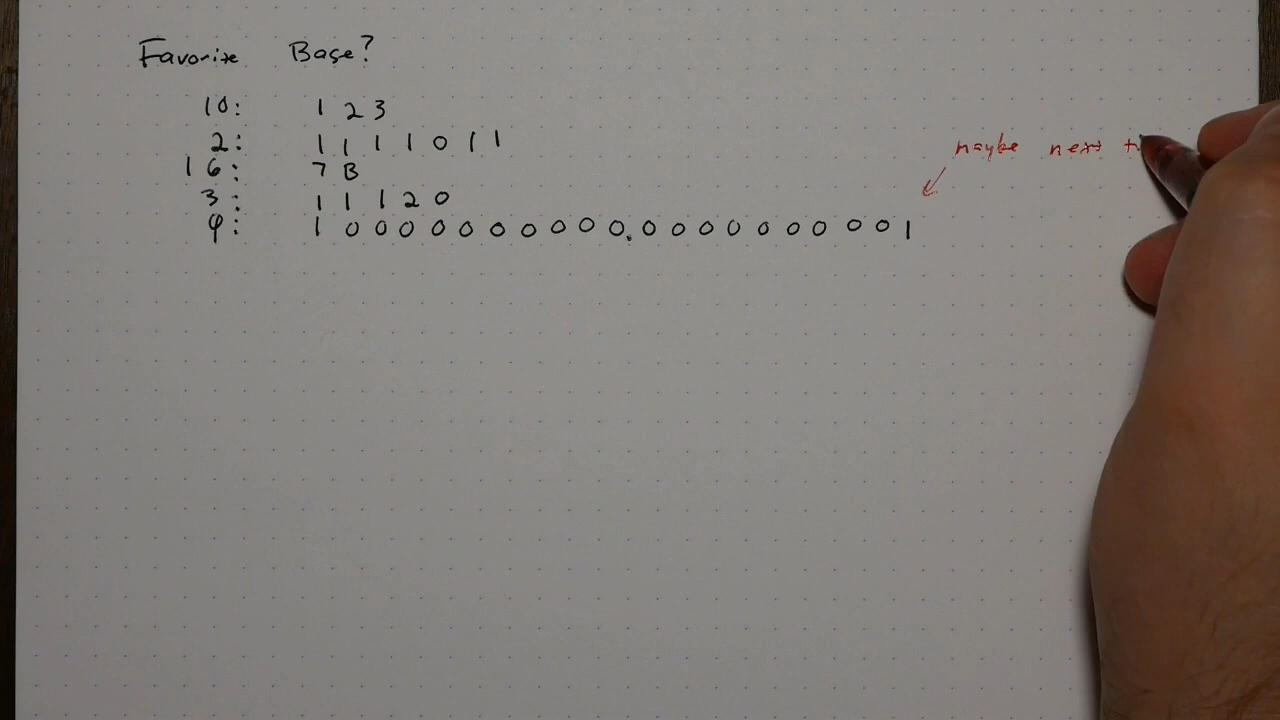 Favorite Base?
10: 1 2 3
2: 1 1 1 1 0 1 1
16: 7 B
3: 1 1 1 2 0
φ: 1 0 0 0 0 0 0 0 0 0 0.0 0 0 0 0 0 0 0 0 1
maybe next